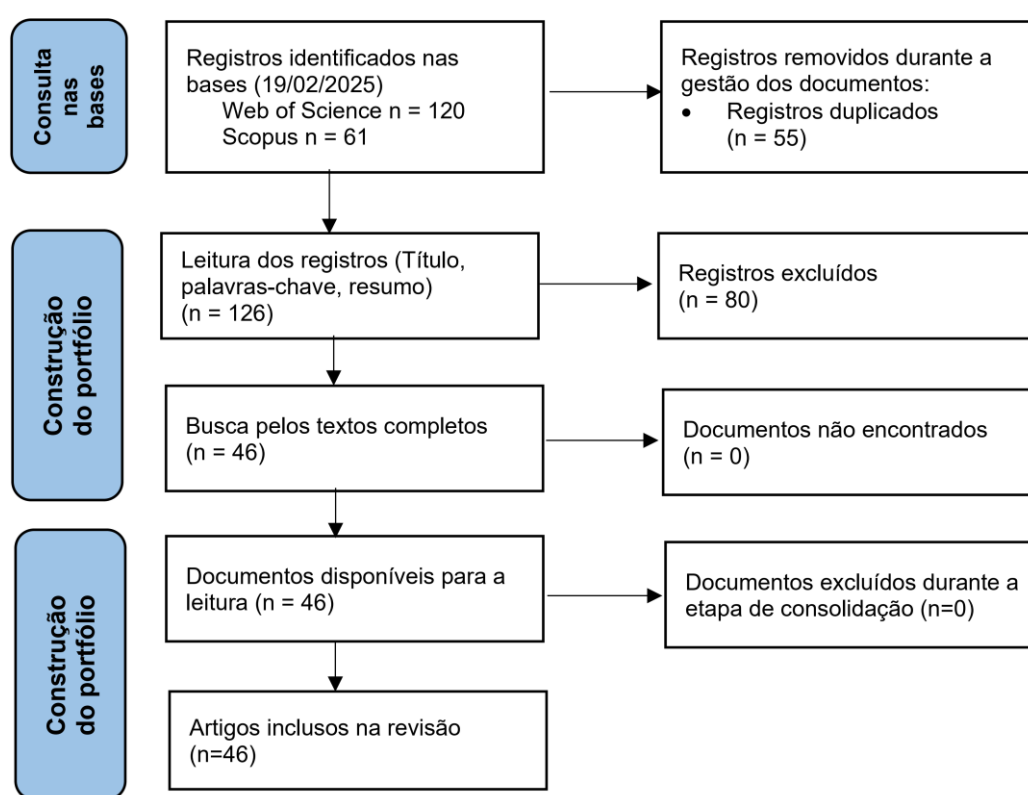 Consulta
nas
bases
Registros identificados nas
bases (19/02/2025)
Web of Science n = 120
Scopus n = 61
Registros removidos durante a
gestão dos documentos:
• Registros duplicados
(n = 55)
Construção
do portfólio
Leitura dos registros (Título,
palavras-chave, resumo)
(n = 126)
Registros excluídos
(n = 80)
Busca pelos textos completos
(n = 46)
Documentos não encontrados
(n = 0)
Construção
do portfólio
Documentos disponíveis para a
leitura (n = 46)
Documentos excluídos durante a
etapa de consolidação (n=0)
Artigos inclusos na revisão
(n=46)